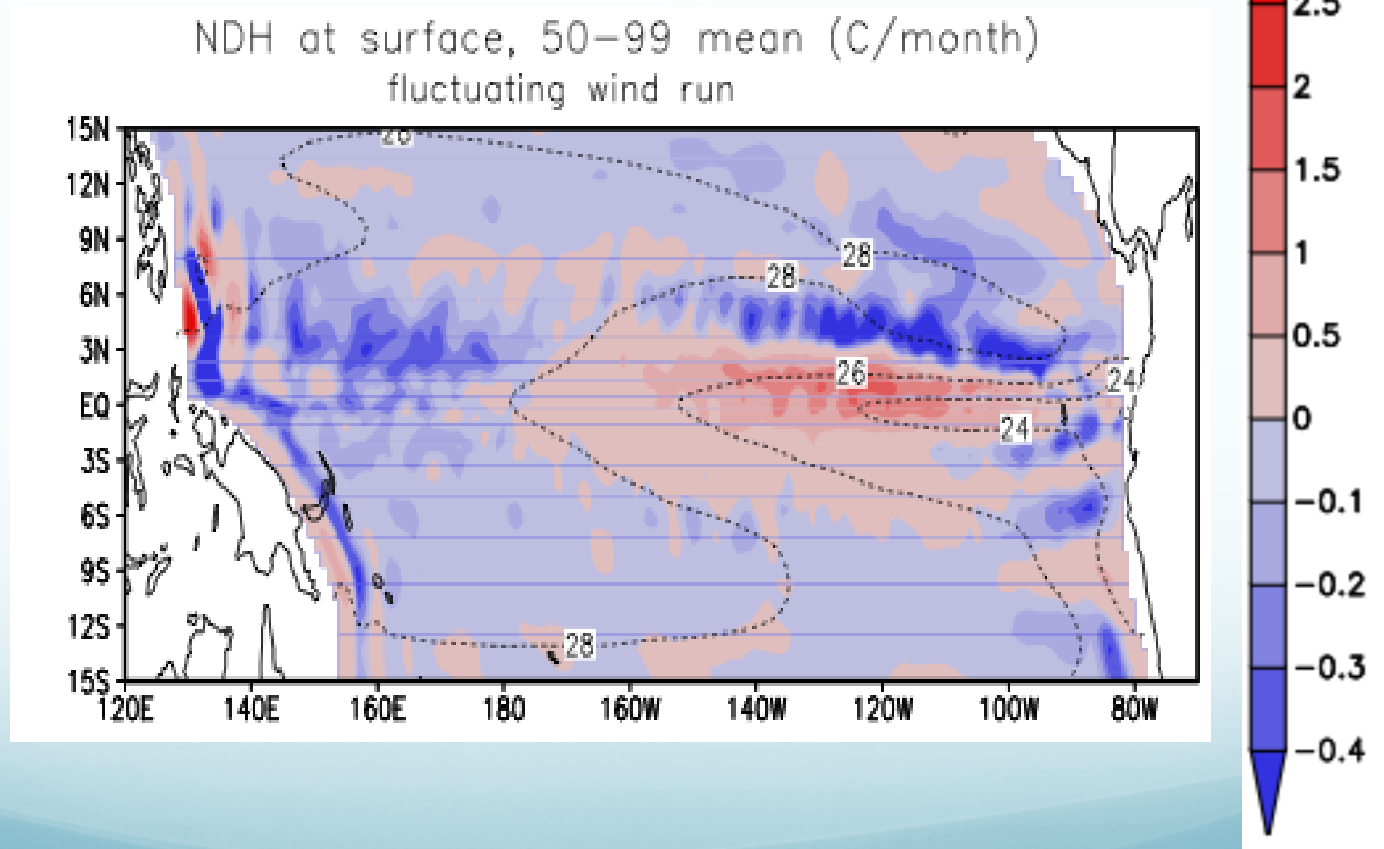 NDH at surface, 50-99 mean (C/month)
fluctuating wind run
15N
12N
9N
6N
3N
EQ
3S
6S
9S
12S
15S
120E 140E 160E 180 160W 140W 120W 100W 80W
28
28
26
24
24
28
2.5
2
1.5
1
0.5
0
-0.1
-0.2
-0.3
-0.4